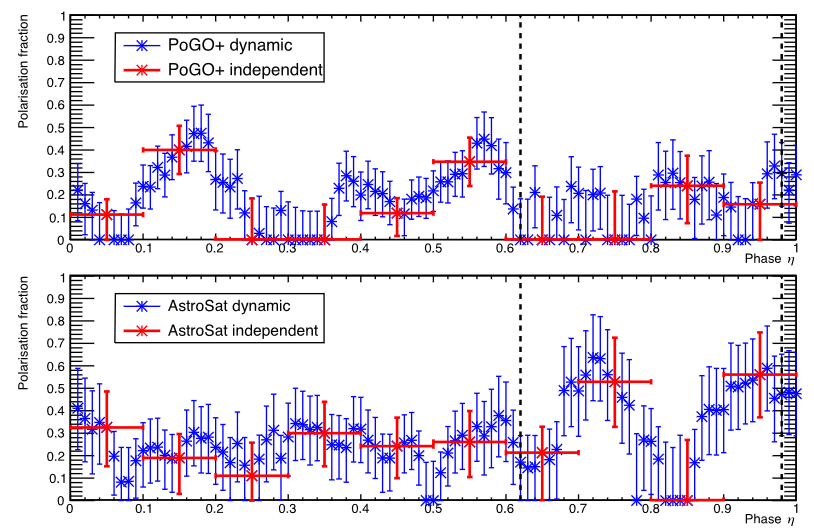 Polarisation fraction
1
0.9
0.8
0.7
0.6
0.5
0.4
0.3
0.2
0.1
0
PoGO+ dynamic
PoGO+ independent
0 0.1 0.2 0.3 0.4 0.5 0.6 0.7 0.8 0.9 1
Phase η
Polarisation fraction
1
0.9
0.8
0.7
0.6
0.5
0.4
0.3
0.2
0.1
0
AstroSat dynamic
AstroSat independent
0 0.1 0.2 0.3 0.4 0.5 0.6 0.7 0.8 0.9 1
Phase η